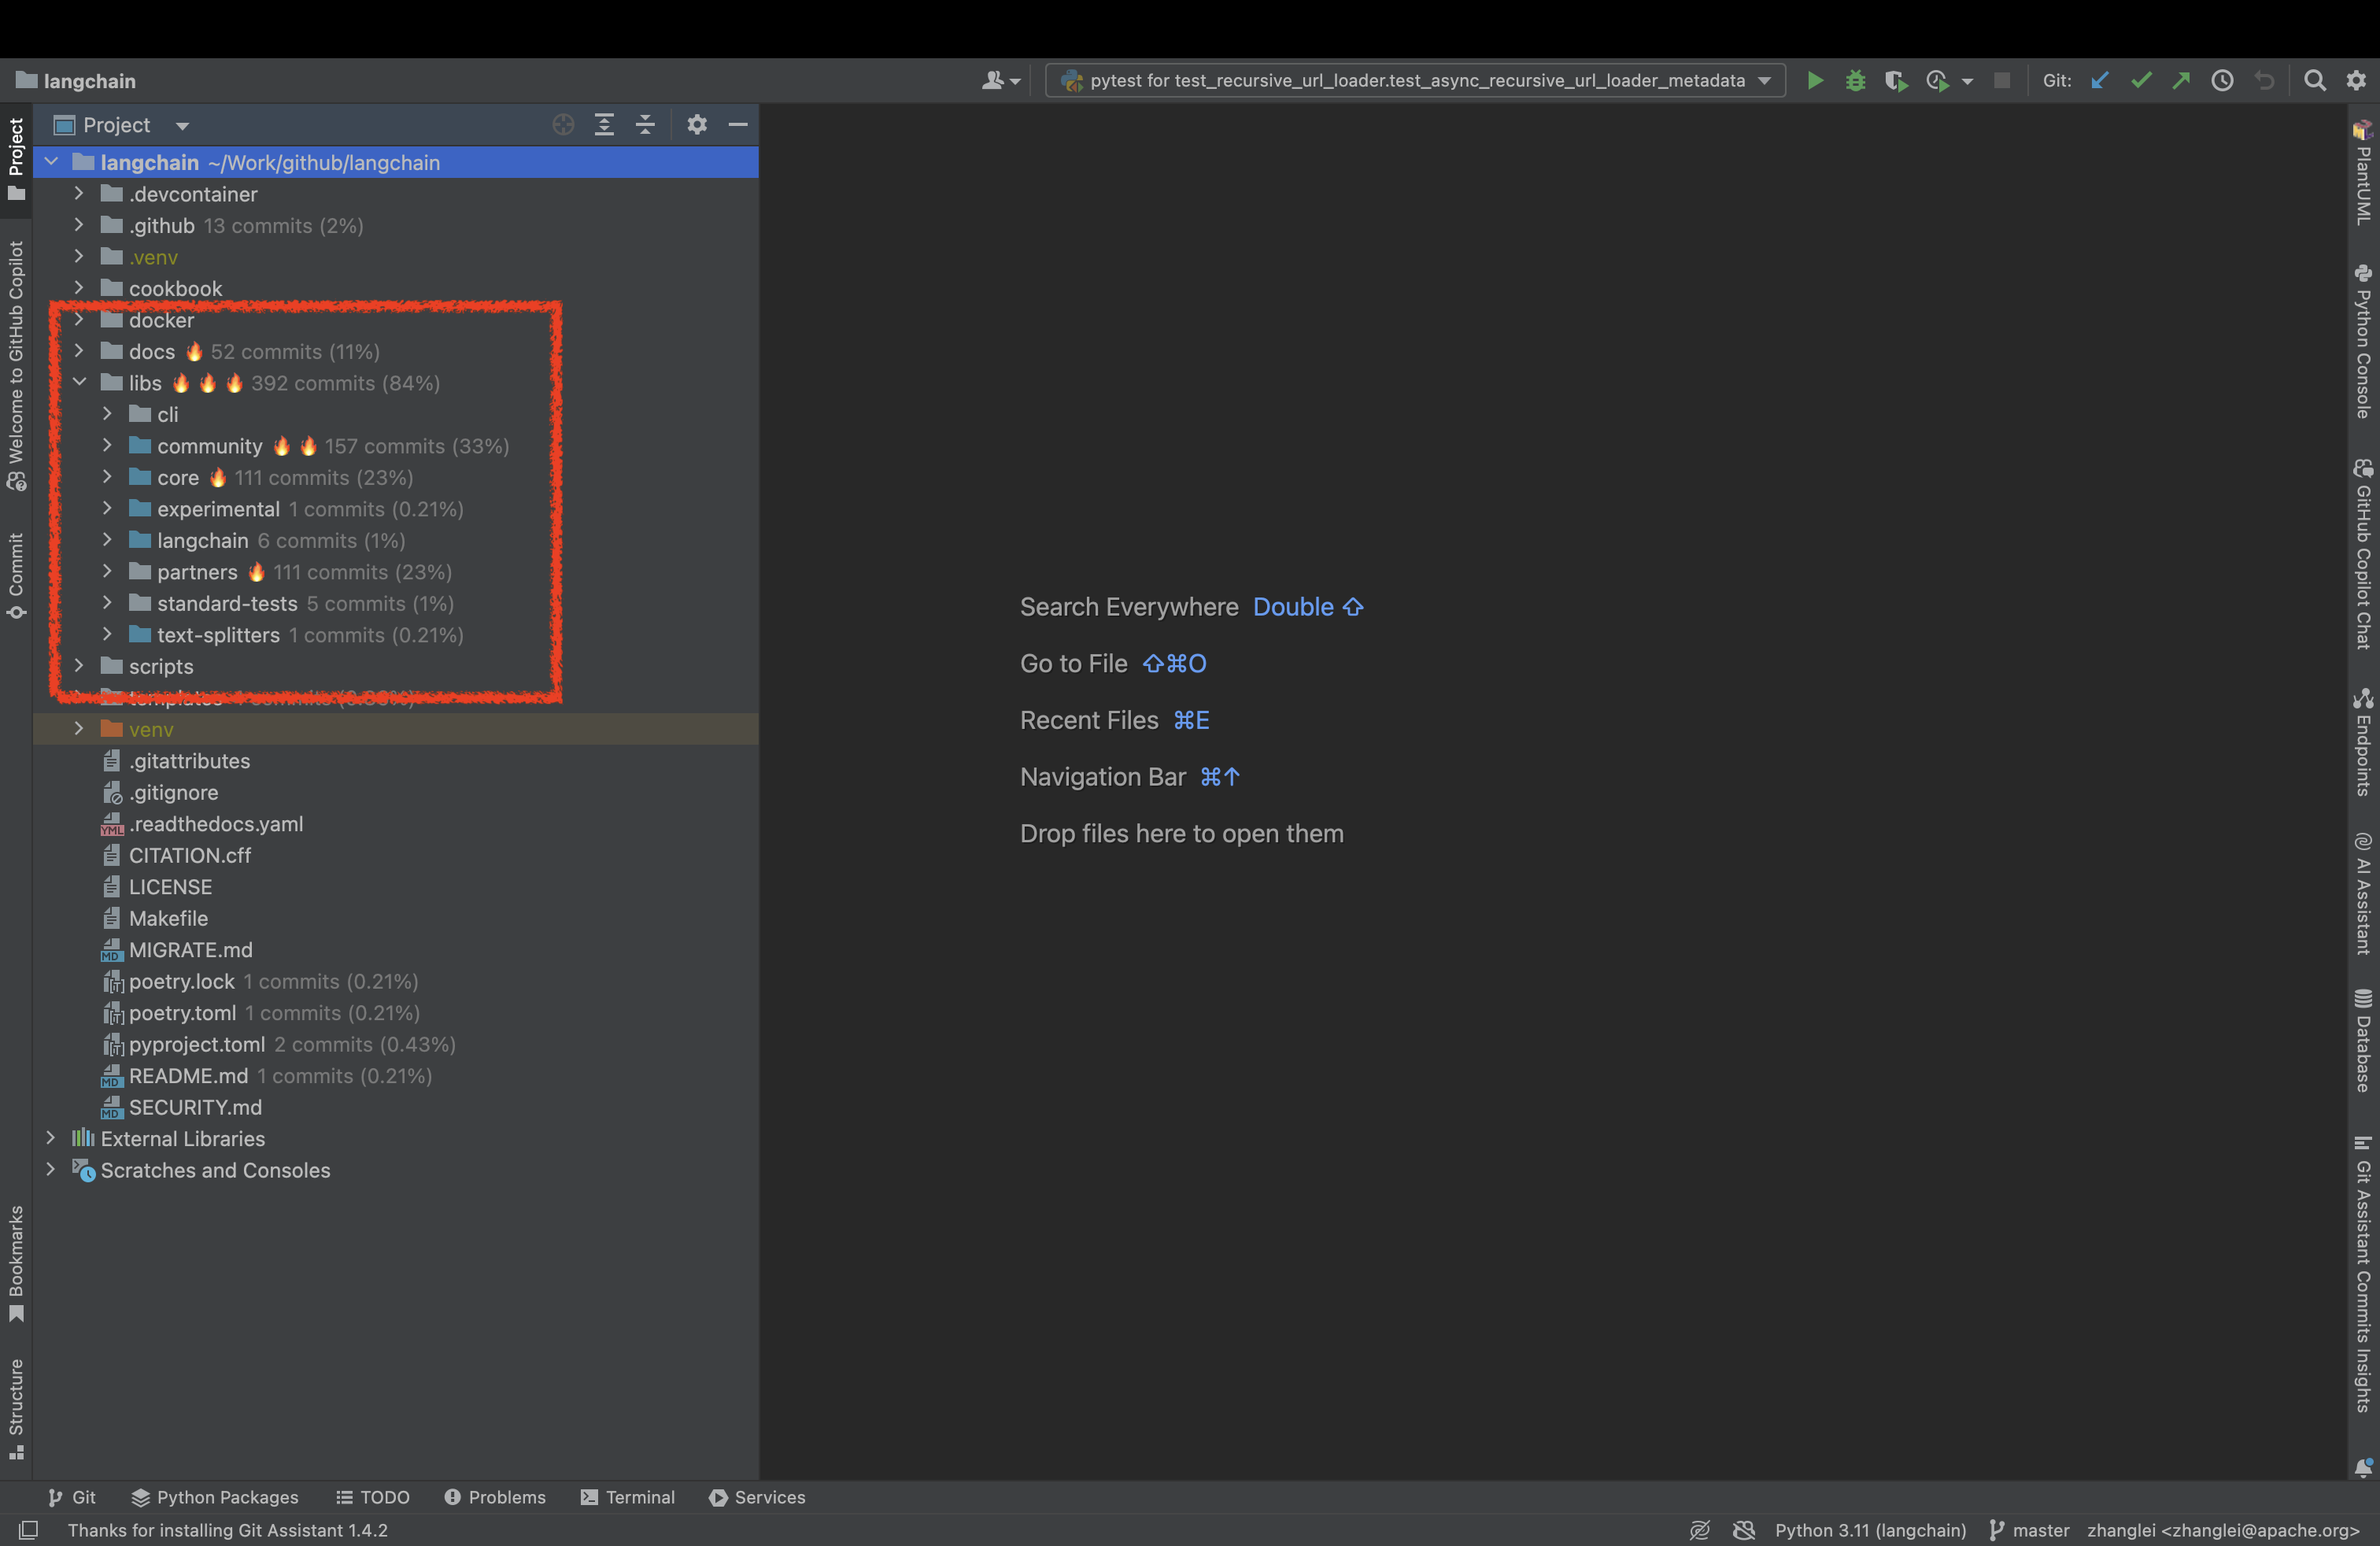 langchain
pytest for test_recursive_url_loader.test_async_recursive_url_loader_metadata
Git:
Project
langchain ~/Work/github/langchain
.devcontainer
.github 13 commits (2%)
.venv
cookbook
docker
docs 🔥 52 commits (11%)
libs 🔥 🔥 🔥 392 commits (84%)
cli
community 🔥 🔥 157 commits (33%)
core 🔥 111 commits (23%)
experimental 1 commits (0.21%)
langchain 6 commits (1%)
partners 🔥 111 commits (23%)
standard-tests 5 commits (1%)
text-splitters 1 commits (0.21%)
scripts
templates
venv
.gitattributes
.gitignore
.readthedocs.yaml
CITATION.cff
LICENSE
Makefile
MIGRATE.md
poetry.lock 1 commits (0.21%)
poetry.toml 1 commits (0.21%)
pyproject.toml 2 commits (0.43%)
README.md 1 commits (0.21%)
SECURITY.md
External Libraries
Scratches and Consoles
Project
Welcome to GitHub Copilot
Commit
Bookmarks
Structure
Search Everywhere Double ⇧
Go to File ⇧⌘O
Recent Files ⌘E
Navigation Bar ⌘↑
Drop files here to open them
PlantUML
Python Console
GitHub Copilot Chat
Endpoints
AI Assistant
Database
Git Assistant Commits Insights
Git
Python Packages
TODO
Problems
Terminal
Services
Thanks for installing Git Assistant 1.4.2
Python 3.11 (langchain)
master
zhanglei <zhanglei@apache.org>